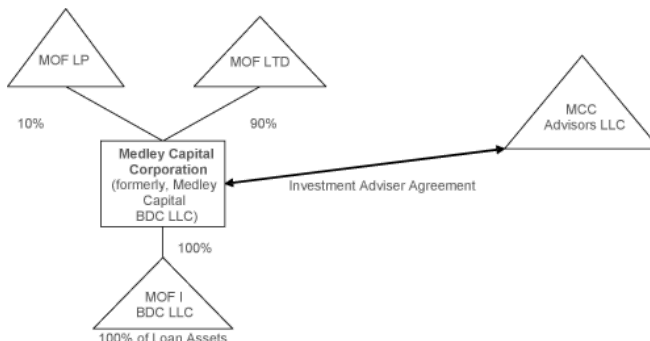 MOF LP
MOF LTD
MCC
Advisors LLC
10%
90%
Medley Capital
Corporation
(formerly, Medley
Capital
BDC LLC)
Investment Adviser Agreement
100%
MOF I
BDC LLC
100% of Loan Assets